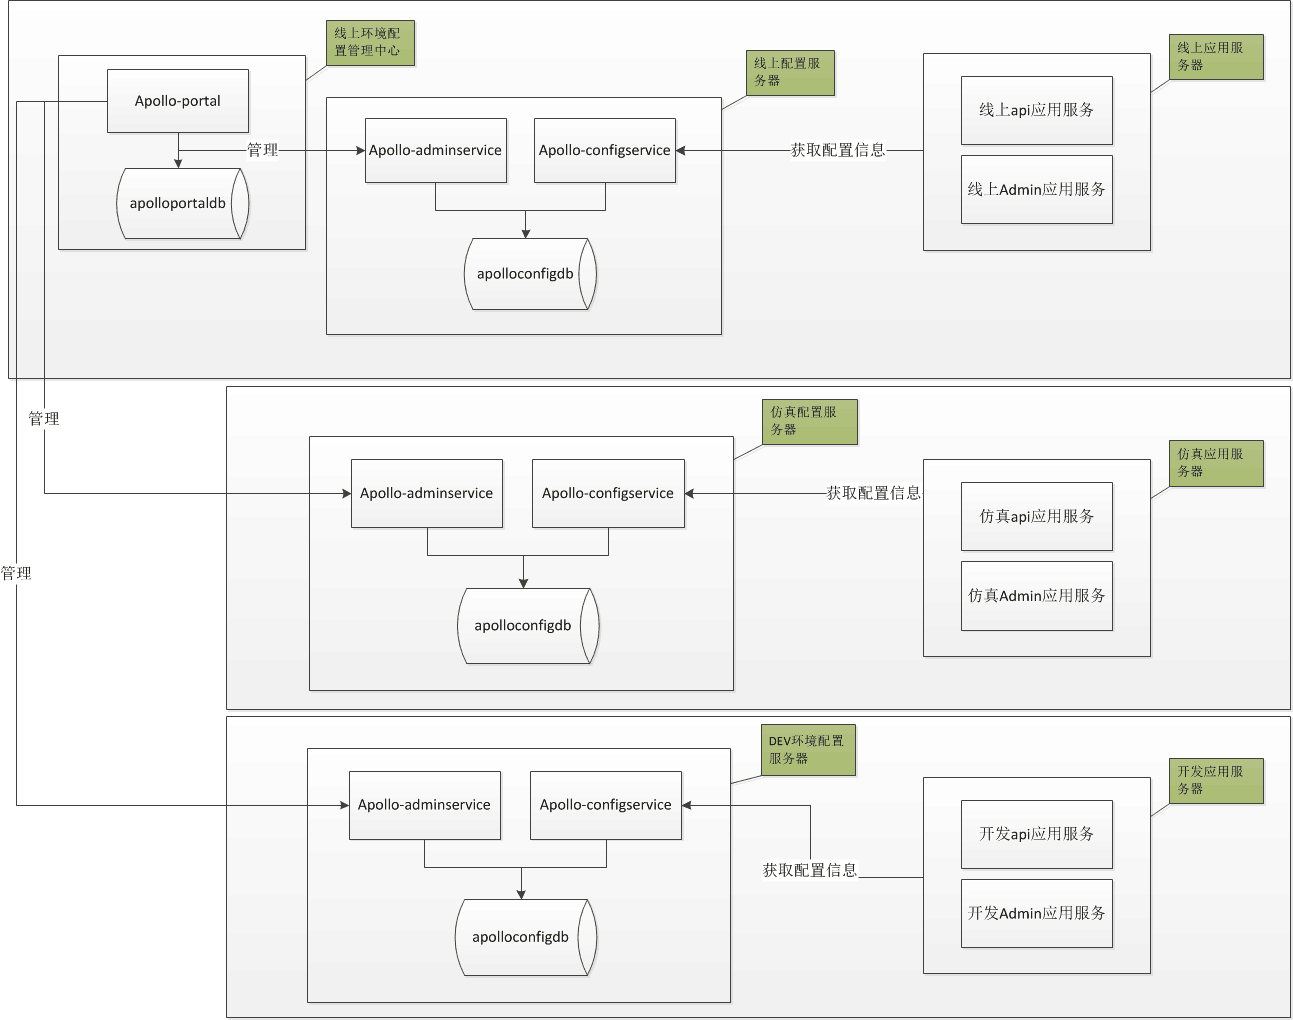 线上环境配
置管理中心
Apollo-portal
apolloportaldb
管理
线上配置服
务器
Apollo-adminservice
Apollo-configservice
apolloconfigdb
获取配置信息
线上应用服
务器
线上api应用服务
线上Admin应用服务
管理
仿真配置服
务器
Apollo-adminservice
Apollo-configservice
apolloconfigdb
获取配置信息
仿真应用服
务器
仿真api应用服务
仿真Admin应用服务
管理
DEV环境配置
服务器
Apollo-adminservice
Apollo-configservice
apolloconfigdb
获取配置信息
开发应用服
务器
开发api应用服务
开发Admin应用服务